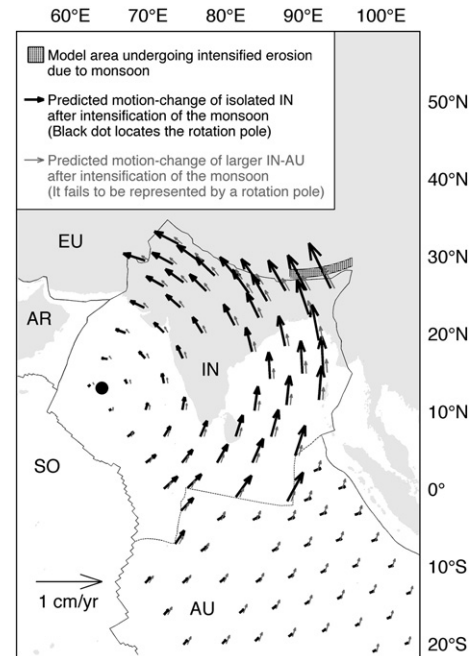 60°E 70°E 80°E 90°E 100°E
Model area undergoing intensified erosion
due to monsoon
Predicted motion-change of isolated IN
after intensification of the monsoon
(Black dot locates the rotation pole)
Predicted motion-change of larger IN-AU
after intensification of the monsoon
(It fails to be represented by a rotation pole)
50°N
40°N
EU
30°N
AR
20°N
IN
10°N
SO
0°
10°S
1 cm/yr
AU
20°S